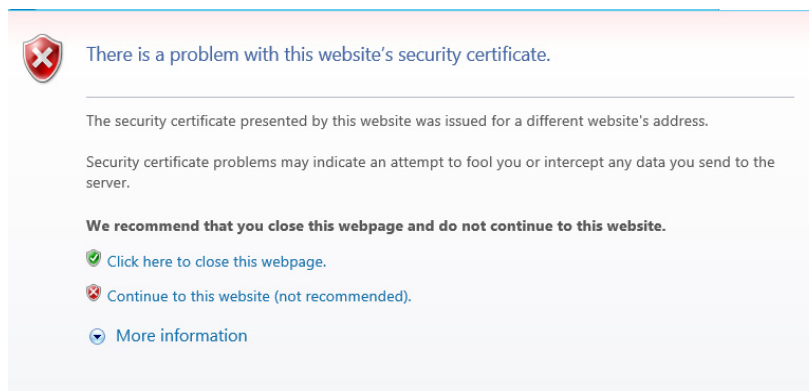 There is a problem with this website's security certificate.
The security certificate presented by this website was issued for a different website's address.
Security certificate problems may indicate an attempt to fool you or intercept any data you send to the
server.
We recommend that you close this webpage and do not continue to this website.
Click here to close this webpage.
Continue to this website (not recommended).
More information